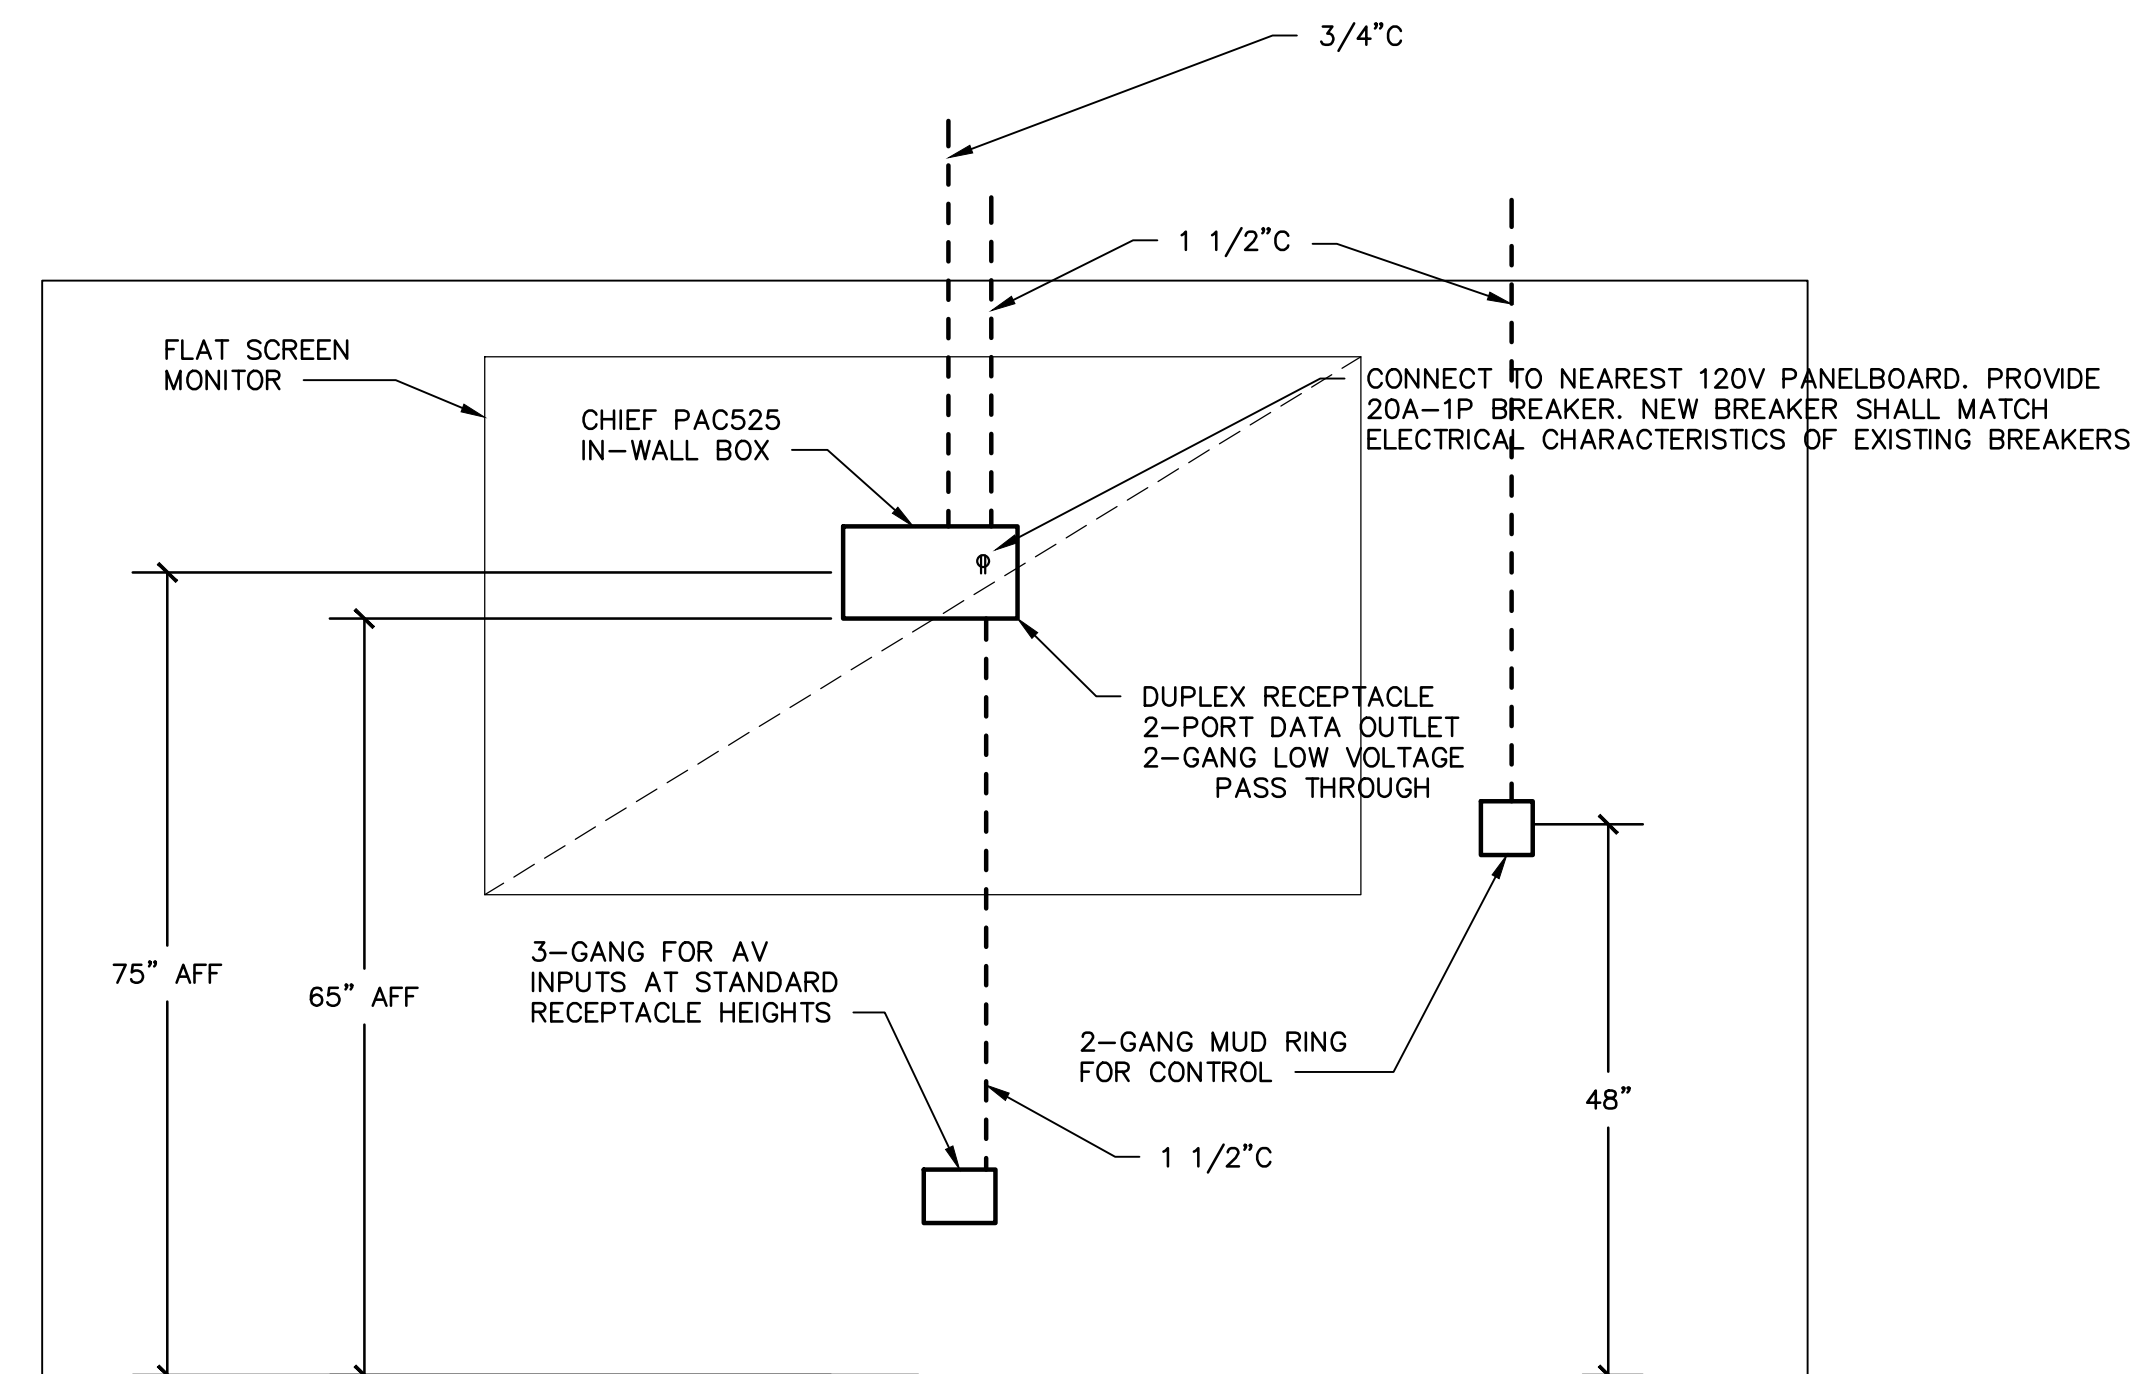 3/4"C
1 1/2"C
FLAT SCREEN
MONITOR
CONNECT TO NEAREST 120V PANELBOARD. PROVIDE
20A-1P BREAKER. NEW BREAKER SHALL MATCH
ELECTRICAL CHARACTERISTICS OF EXISTING BREAKERS
CHIEF PAC525
IN-WALL BOX
DUPLEX RECEPTACLE
2-PORT DATA OUTLET
2-GANG LOW VOLTAGE
PASS THROUGH
75" AFF
65" AFF
3-GANG FOR AV
INPUTS AT STANDARD
RECEPTACLE HEIGHTS
2-GANG MUD RING
FOR CONTROL
48"
1 1/2"C